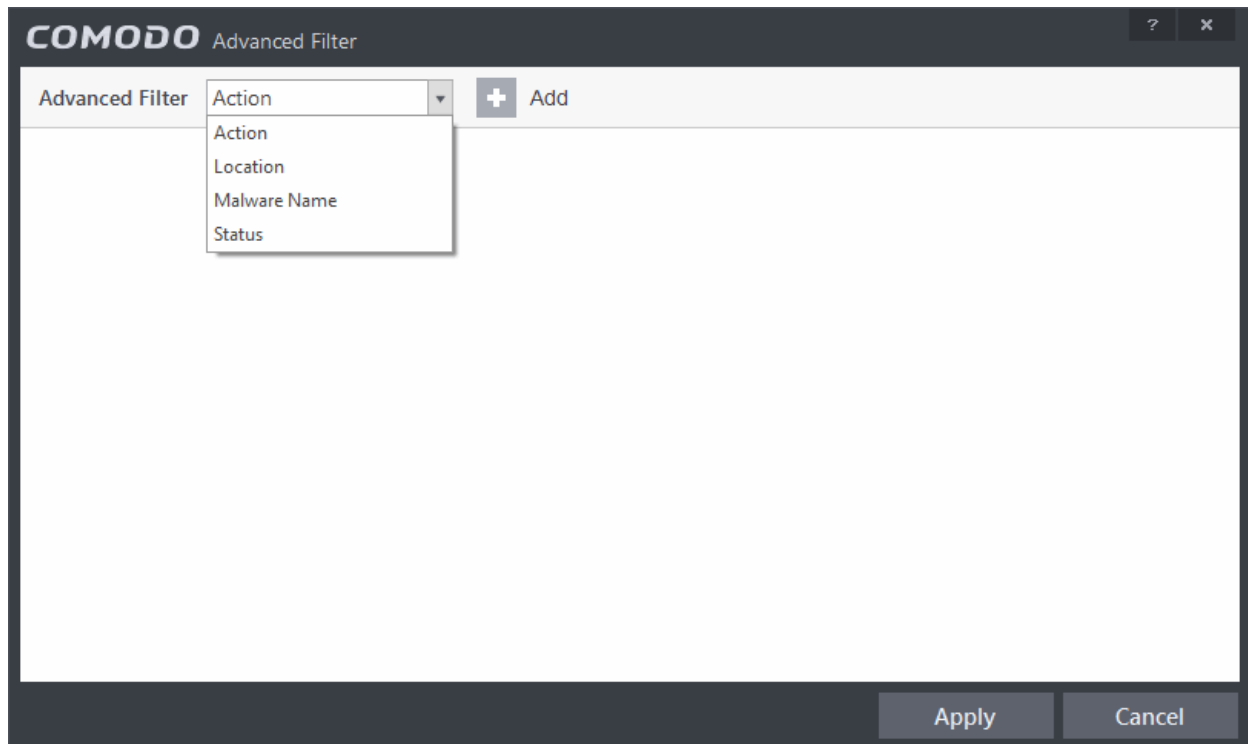 COMODO Advanced Filter ? ×
Advanced Filter Action Add
Action
Location
Malware Name
Status
Apply Cancel